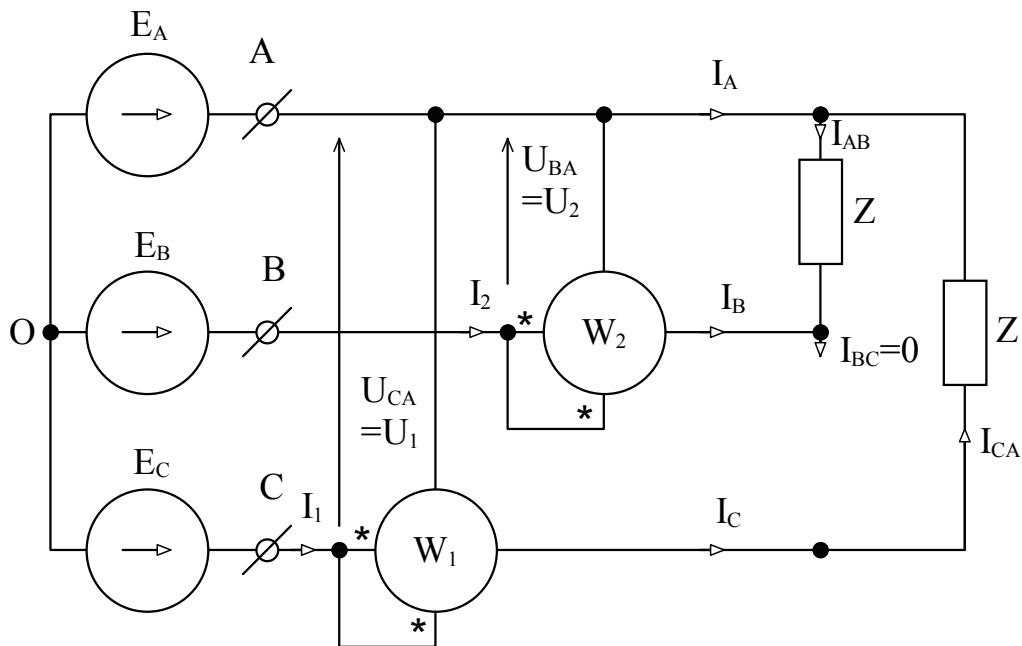 E_A
A
I_A
I_AB
U_BA
=U_2
Z
E_B
B
I_2
*
W_2
I_B
O
I_BC=0
Z
*
U_CA
=U_1
I_CA
E_C
C
I_1
*
W_1
I_C
*